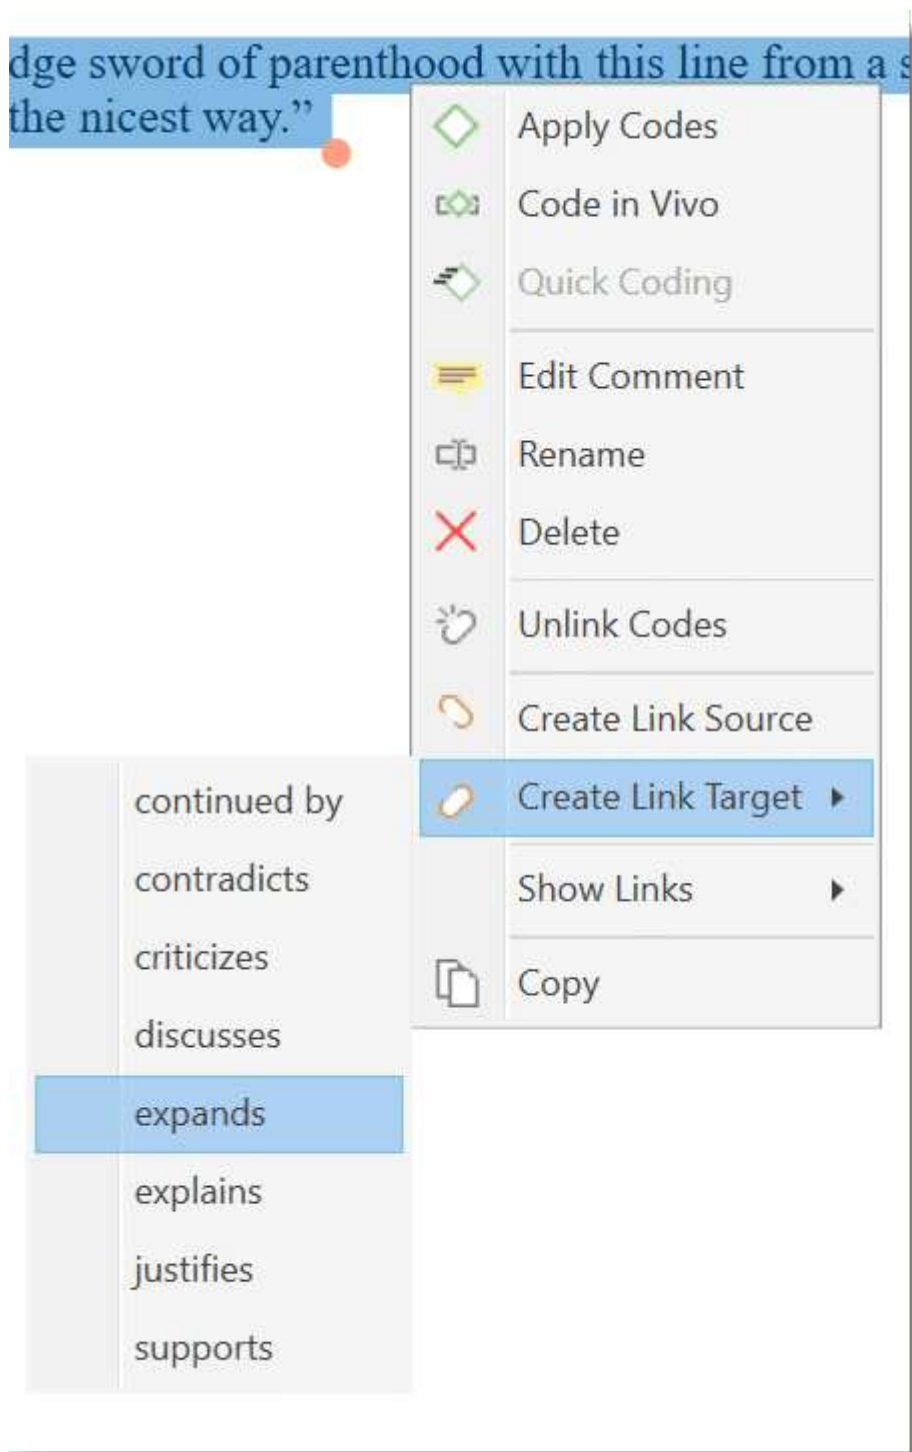 dge sword of parenthood with this line from a s
the nicest way.”
Apply Codes
Code in Vivo
Quick Coding
Edit Comment
Rename
Delete
Unlink Codes
Create Link Source
Create Link Target
Show Links
Copy
continued by
contradicts
criticizes
discusses
expands
explains
justifies
supports